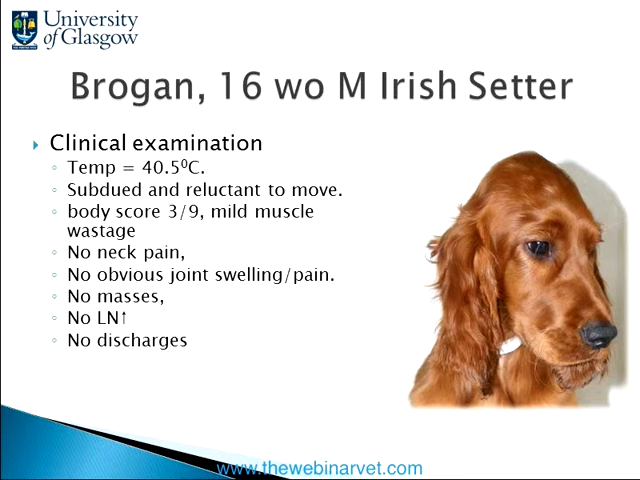 University
of Glasgow
Brogan, 16 wo M Irish Setter
Clinical examination
Temp = 40.5⁰C.
Subdued and reluctant to move.
body score 3/9, mild muscle
wastage
No neck pain,
No obvious joint swelling/pain.
No masses,
No LN↑
No discharges
www.thewebinarvet.com